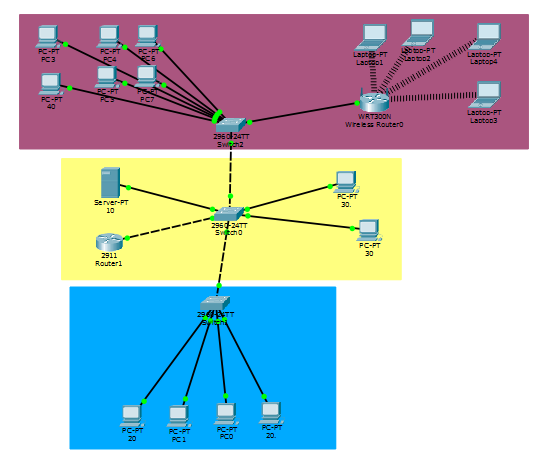 PC-PT
PC3
PC-PT
PC4
PC-PT
PC6
PC-PT
40
PC-PT
PC5
PC-PT
PC7
2960-24TT
Switch2
WRT300N
Wireless Router0
Laptop-PT
Laptop1
Laptop-PT
Laptop2
Laptop-PT
Laptop4
Laptop-PT
Laptop3
Server-PT
10
2911
Router1
2960-24TT
Switch0
PC-PT
30.
PC-PT
30
2960-24TT
Switch1
PC-PT
20
PC-PT
PC1
PC-PT
PC0
PC-PT
20.